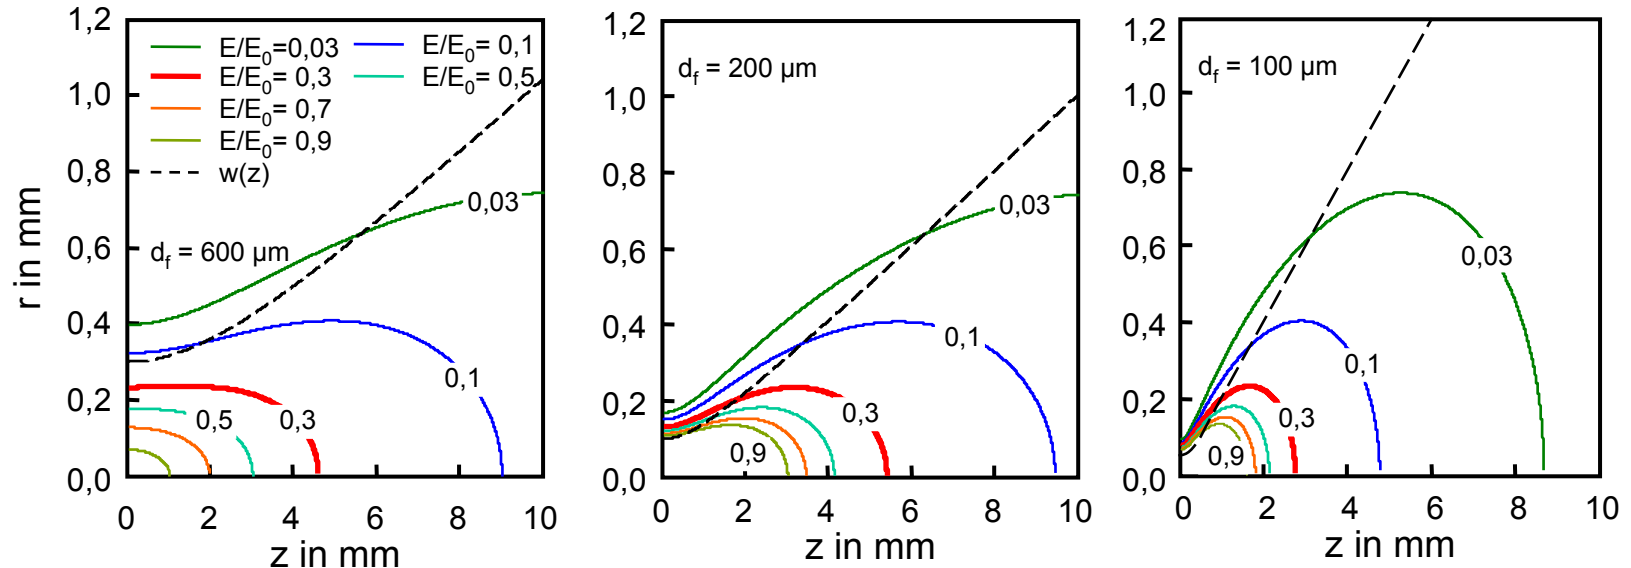 1,2
1,0
0,8
0,6
0,4
0,2
0,0
r in mm
E/E0=0,03
E/E0= 0,1
E/E0= 0,3
E/E0= 0,5
E/E0= 0,7
E/E0= 0,9
w(z)
df = 600 µm
0,03
0,1
0,5
0,3
0 2 4 6 8 10
z in mm
1,2
1,0
0,8
0,6
0,4
0,2
0,0
df = 200 µm
0,03
0,1
0,3
0,9
0 2 4 6 8 10
z in mm
1,2
1,0
0,8
0,6
0,4
0,2
0,0
df = 100 µm
0,03
0,1
0,3
0,9
0 2 4 6 8 10
z in mm